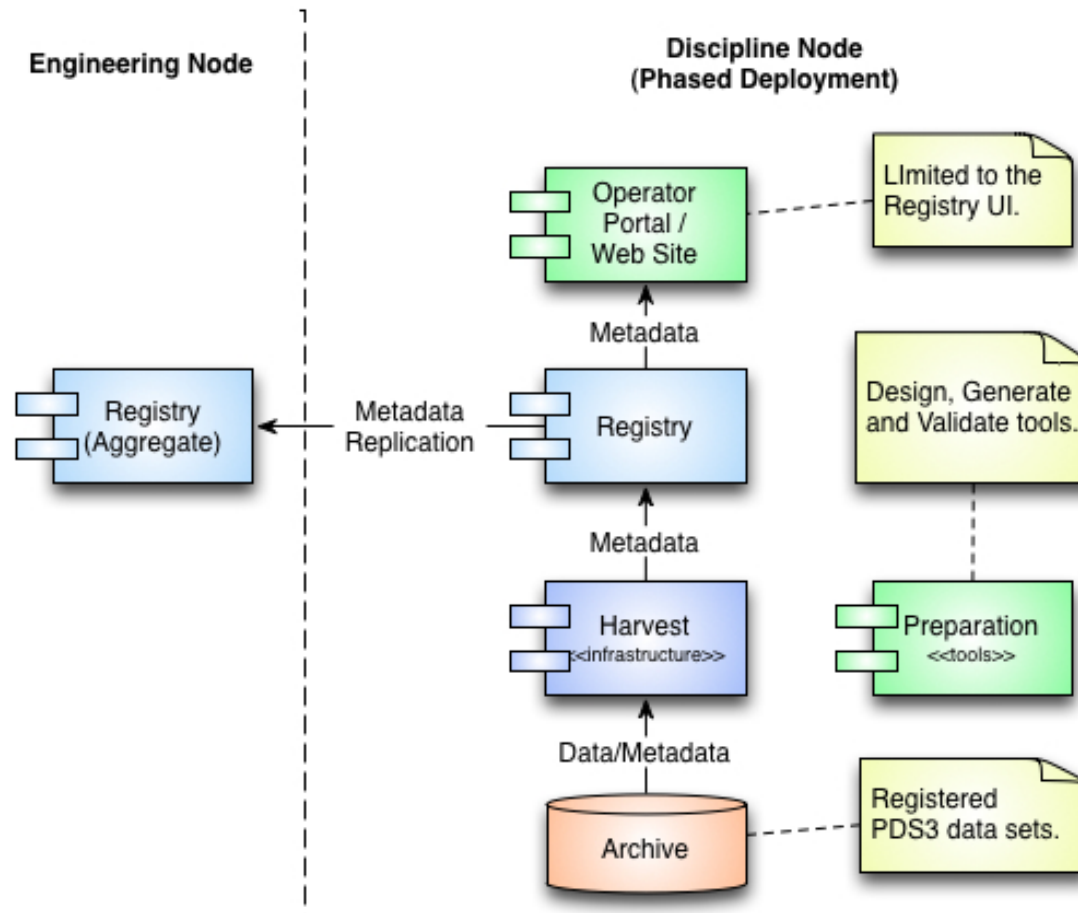 Engineering Node
Discipline Node
(Phased Deployment)
Operator
Portal /
Web Site
LImited to the
Registry UI.
Metadata
Registry
(Aggregate)
Metadata
Replication
Registry
Design, Generate
and Validate tools.
Metadata
Harvest
<<infrastructure>>
Preparation
<<tools>>
Data/Metadata
Archive
Registered
PDS3 data sets.